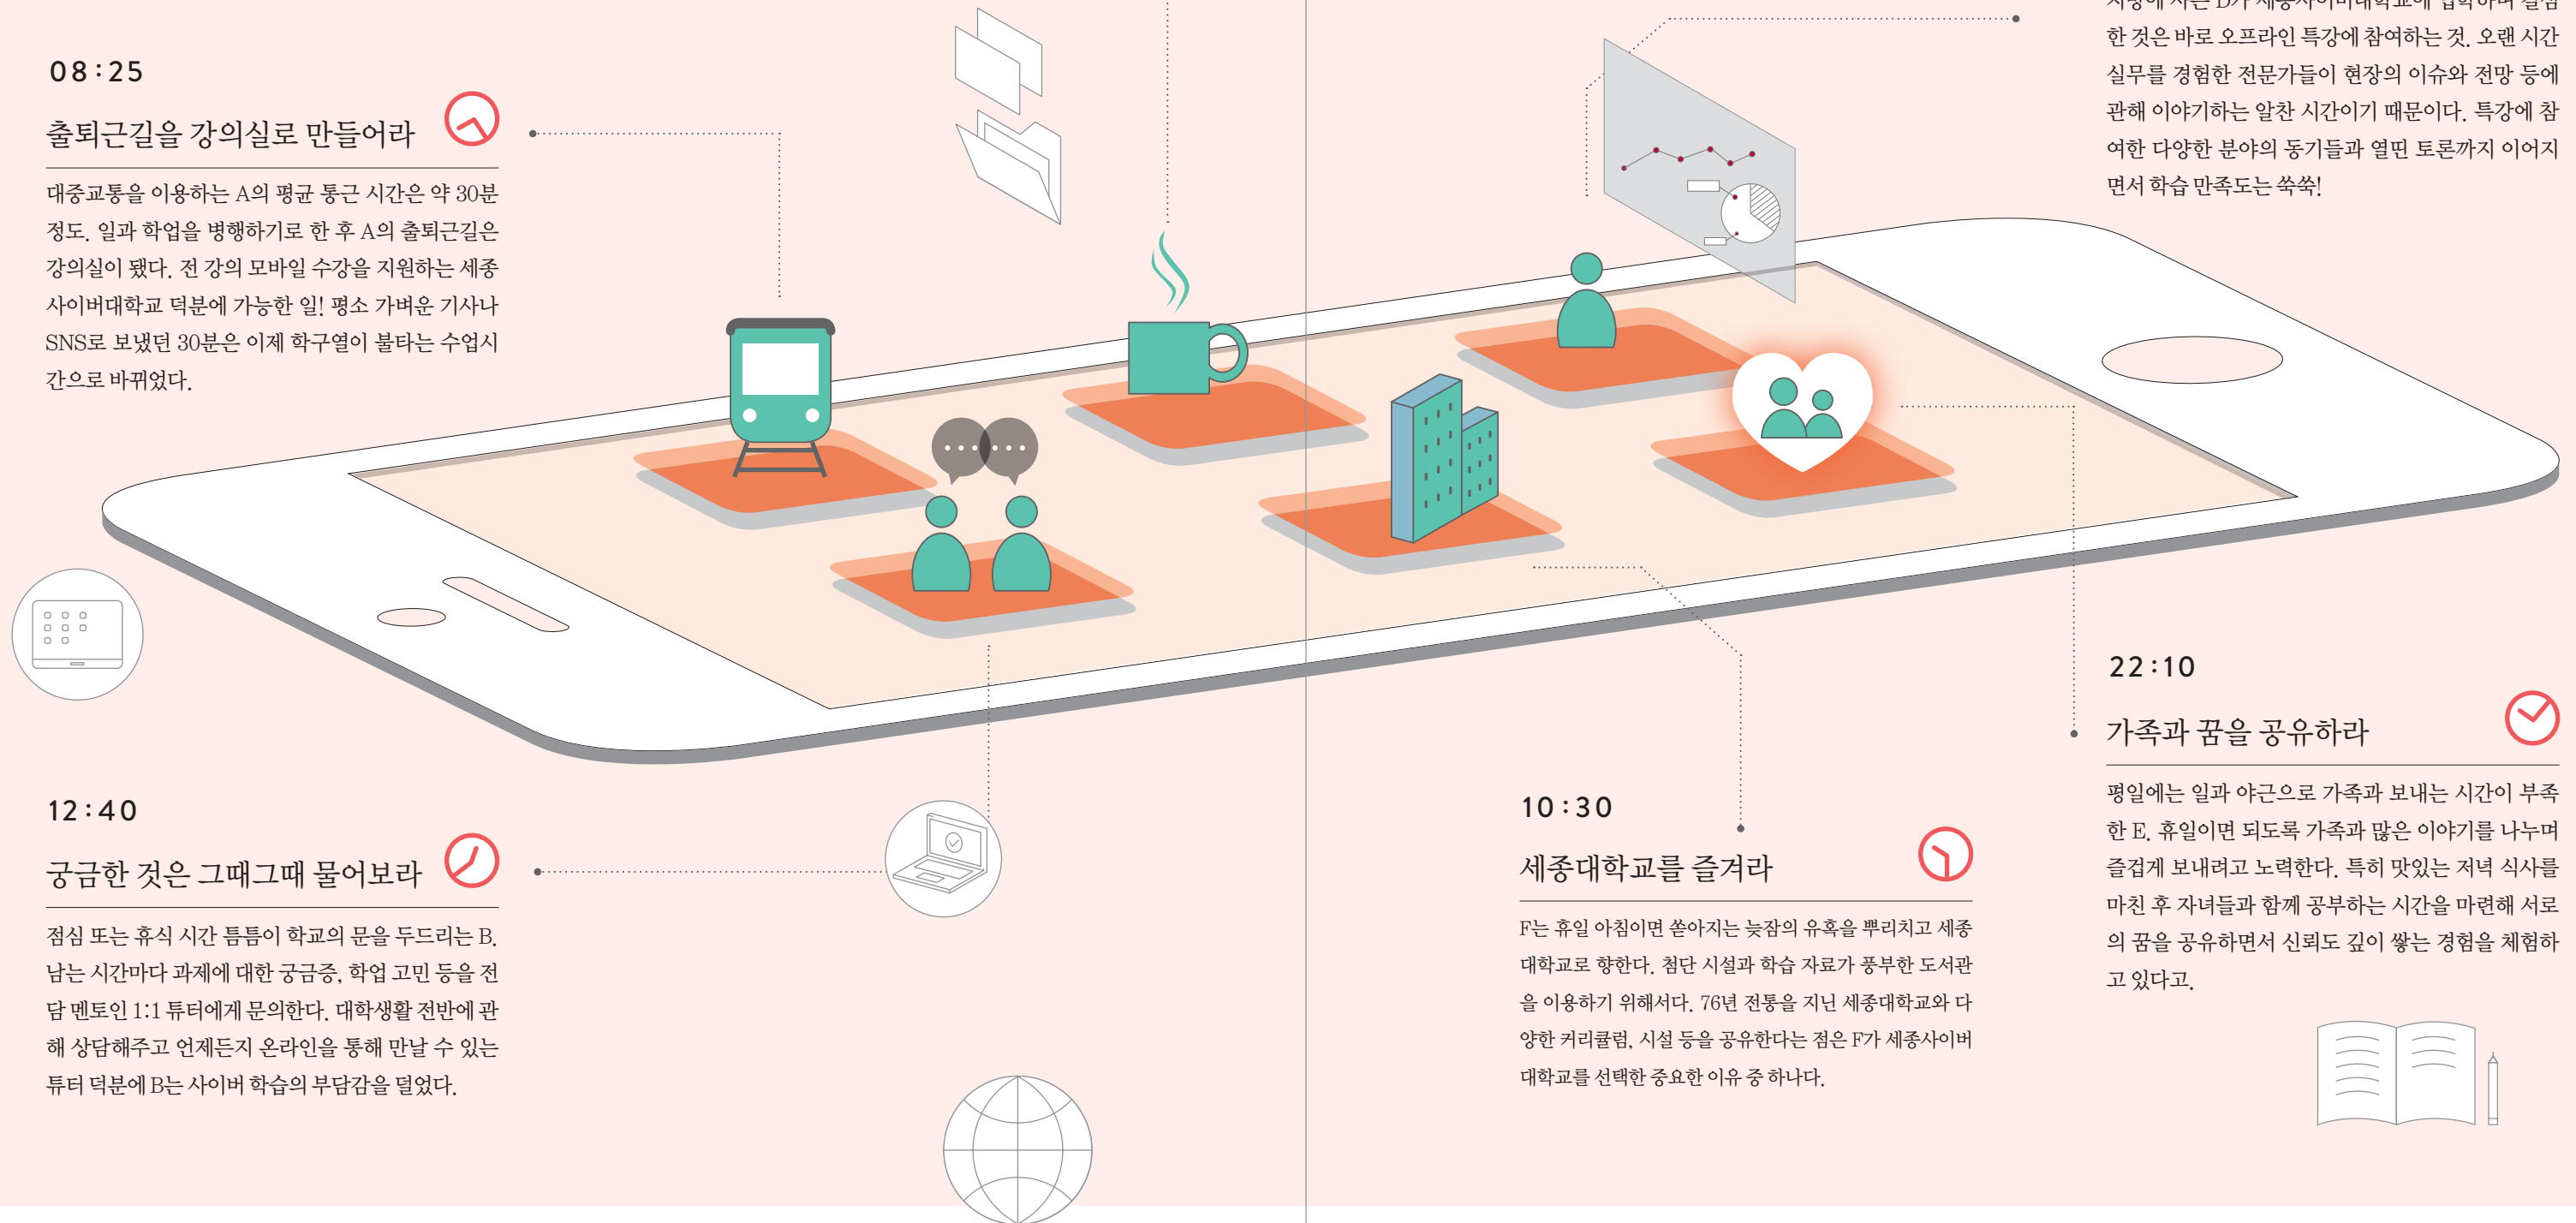 08:25
출퇴근길을 강의실로 만들어라
대중교통을 이용하는 A의 평균 통근 시간은 약 30분
정도. 일과 학업을 병행하기로 한 후 A의 출퇴근길은
강의실이 됐다. 전 강의 모바일 수강을 지원하는 세종
사이버대학교 덕분에 가능한 일! 평소 가벼운 기사나
SNS로 보냈던 30분은 이제 학구열이 불타는 수업시
간으로 바뀌었다.
지방에 사는 D가 세종사이버대학교에 입학하며 결심
한 것은 바로 오프라인 특강에 참여하는 것. 오랜 시간
실무를 경험한 전문가들이 현장의 이슈와 전망 등에
관해 이야기하는 알찬 시간이기 때문이다. 특강에 참
여한 다양한 분야의 동기들과 열띤 토론까지 이어지
면서 학습 만족도는 쑥쑥!
12:40
궁금한 것은 그때그때 물어보라
점심 또는 휴식 시간 틈틈이 학교의 문을 두드리는 B.
남는 시간마다 과제에 대한 궁금증, 학업 고민 등을 전
담 멘토인 1:1 튜터에게 문의한다. 대학생활 전반에 관
해 상담해주고 언제든지 온라인을 통해 만날 수 있는
튜터 덕분에 B는 사이버 학습의 부담감을 덜었다.
10:30
세종대학교를 즐겨라
F는 휴일 아침이면 쏟아지는 늦잠의 유혹을 뿌리치고 세종
대학교로 향한다. 첨단 시설과 학습 자료가 풍부한 도서관
을 이용하기 위해서다. 76년 전통을 지닌 세종대학교와 다
양한 커리큘럼, 시설 등을 공유한다는 점은 F가 세종사이버
대학교를 선택한 중요한 이유 중 하나다.
22:10
가족과 꿈을 공유하라
평일에는 일과 야근으로 가족과 보내는 시간이 부족
한 E. 휴일이면 되도록 가족과 많은 이야기를 나누며
즐겁게 보내려고 노력한다. 특히 맛있는 저녁 식사를
마친 후 자녀들과 함께 공부하는 시간을 마련해 서로
의 꿈을 공유하면서 신뢰도 깊이 쌓는 경험을 체험하
고 있다고.